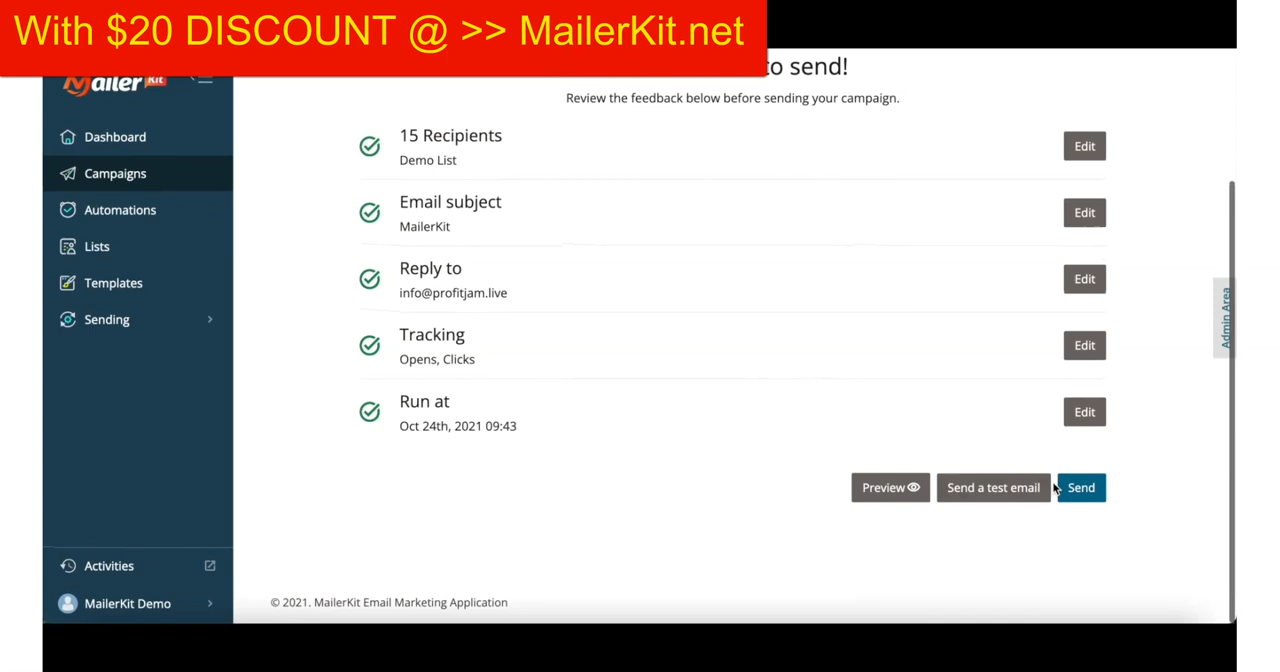 With $20 DISCOUNT @ >> MailerKit.net
Mailer Kit
to send!
Review the feedback below before sending your campaign.
Dashboard
Campaigns
Automations
Lists
Templates
Sending
15 Recipients
Demo List
Edit
Email subject
MailerKit
Edit
Reply to
info@profitjam.live
Edit
Tracking
Opens, Clicks
Edit
Run at
Oct 24th, 2021 09:43
Edit
Admin Area
Preview
Send a test email
Send
Activities
MailerKit Demo
© 2021. MailerKit Email Marketing Application